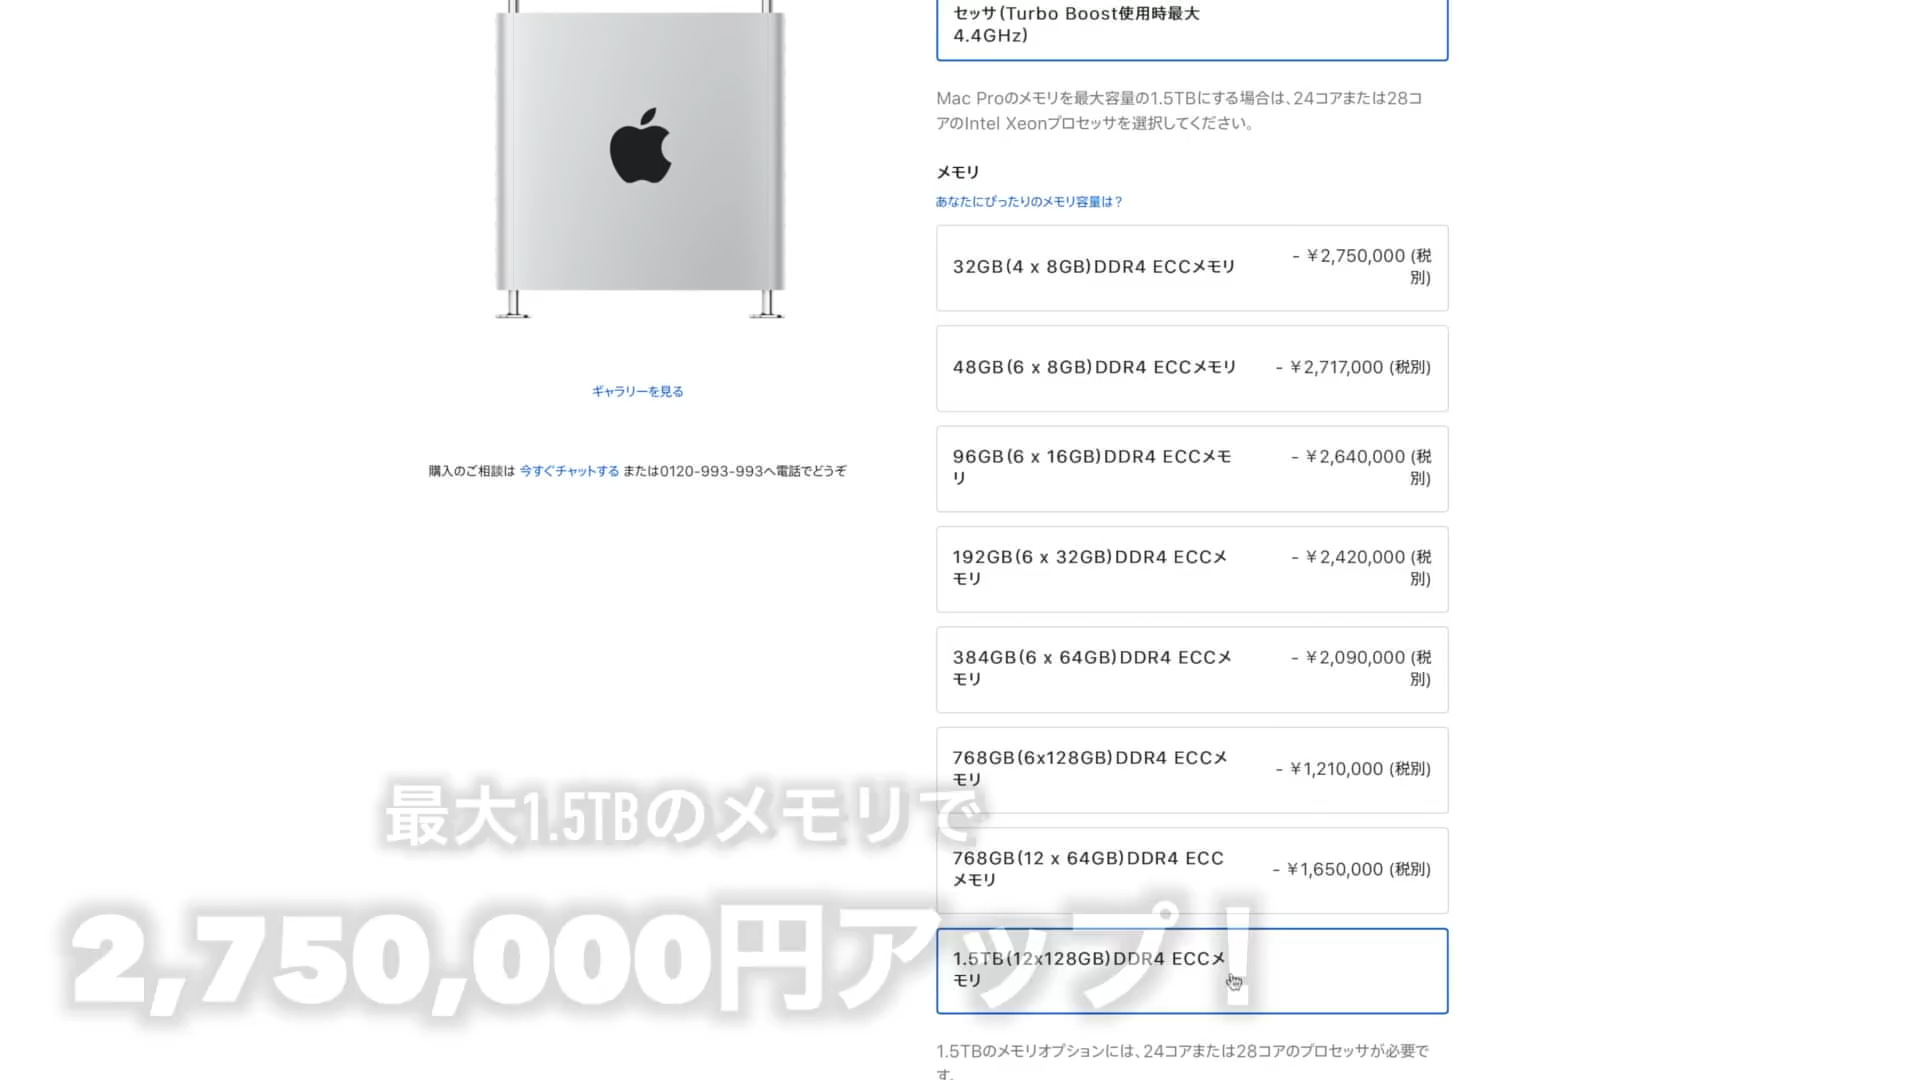 セッサ(Turbo Boost使用時最大
4.4GHz)
Mac Proのメモリを最大容量の1.5TBにする場合は、24コアまたは28コ
アのIntel Xeonプロセッサを選択してください。
メモリ
あなたにぴったりのメモリ容量は?
32GB(4 x 8GB)DDR4 ECCメモリ
- ¥2,750,000 (税
別)
48GB(6 x 8GB)DDR4 ECCメモリ
- ¥2,717,000 (税別)
96GB(6 x 16GB)DDR4 ECCメモ
リ
- ¥2,640,000 (税
別)
192GB(6 x 32GB)DDR4 ECCメ
モリ
- ¥2,420,000 (税
別)
384GB(6 x 64GB)DDR4 ECCメ
モリ
- ¥2,090,000 (税
別)
768GB(6x128GB)DDR4 ECCメ
モリ
- ¥1,210,000 (税別)
768GB(12 x 64GB)DDR4 ECC
メモリ
- ¥1,650,000 (税別)
1.5TB(12x128GB)DDR4 ECCメ
モリ
1.5TBのメモリオプションには、24コアまたは28コアのプロセッサが必要で
す。
ギャラリーを見る
購入のご相談は 今すぐチャットする または0120-993-993へ電話でどうぞ
最大1.5TBのメモリで
2,750,000円アップ!